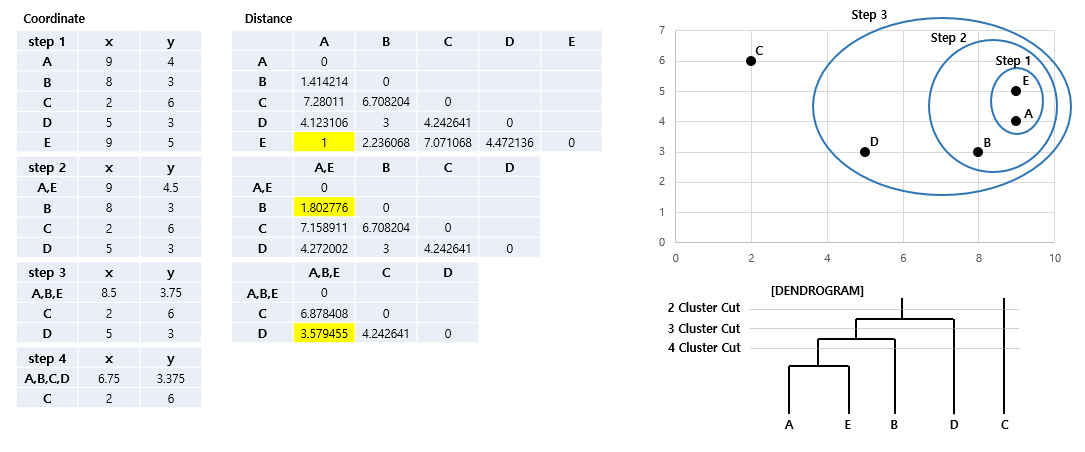 Coordinate
step 1 x y
A 9 4
B 8 3
C 2 6
D 5 3
E 9 5
step 2 x y
A,E 9 4.5
B 8 3
C 2 6
D 5 3
step 3 x y
A,B,E 8.5 3.75
C 2 6
D 5 3
step 4 x y
A,B,C,D 6.75 3.375
C 2 6
Distance
A B C D E
A 0
B 1.414214 0
C 7.28011 6.708204 0
D 4.123106 3 4.242641 0
E 1 2.236068 7.071068 4.472136 0
A,E B C D
A,E 0
B 1.802776 0
C 7.158911 6.708204 0
D 4.272002 3 4.242641 0
A,B,E C D
A,B,E 0
C 6.878408 0
D 3.579455 4.242641 0
Step 3
Step 2
Step 1
C
E
A
D
B
7
6
5
4
3
2
1
0
0 2 4 6 8 10
[DENDROGRAM]
2 Cluster Cut
3 Cluster Cut
4 Cluster Cut
A E B D C